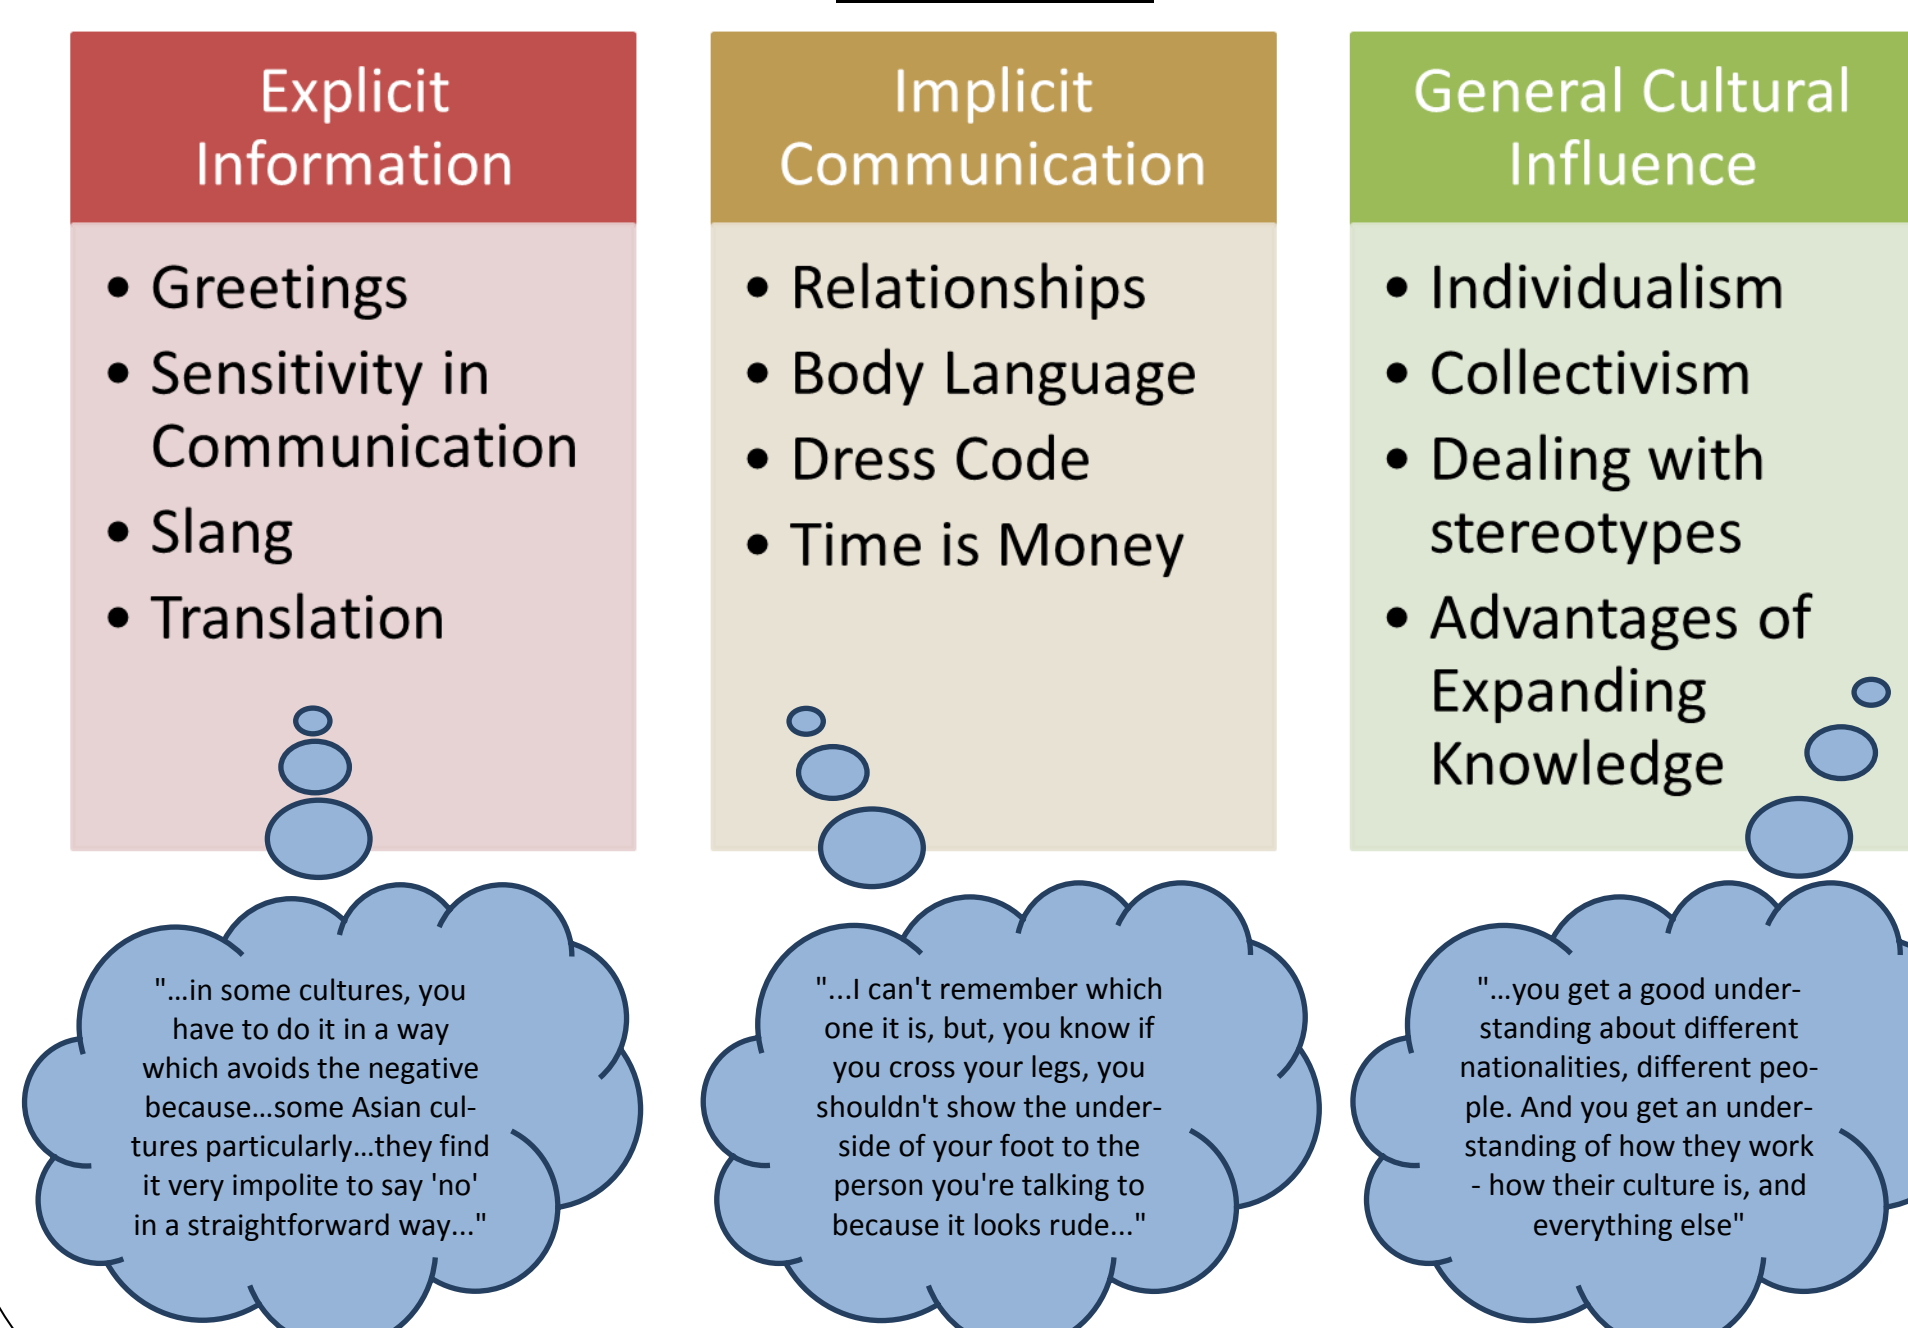 Explicit
Information
• Greetings
• Sensitivity in
Communication
• Slang
• Translation
"...in some cultures, you
have to do it in a way
which avoids the negative
because...some Asian cul-
tures particularly...they find
it very impolite to say 'no'
in a straightforward way..."
Implicit
Communication
• Relationships
• Body Language
• Dress Code
• Time is Money
"...I can't remember which
one it is, but, you know if
you cross your legs, you
shouldn't show the under-
side of your foot to the
person you're talking to
because it looks rude..."
General Cultural
Influence
• Individualism
• Collectivism
• Dealing with
stereotypes
• Advantages of
Expanding
Knowledge
"...you get a good under-
standing about different
nationalities, different peo-
ple. And you get an under-
standing of how they work
- how their culture is, and
everything else"